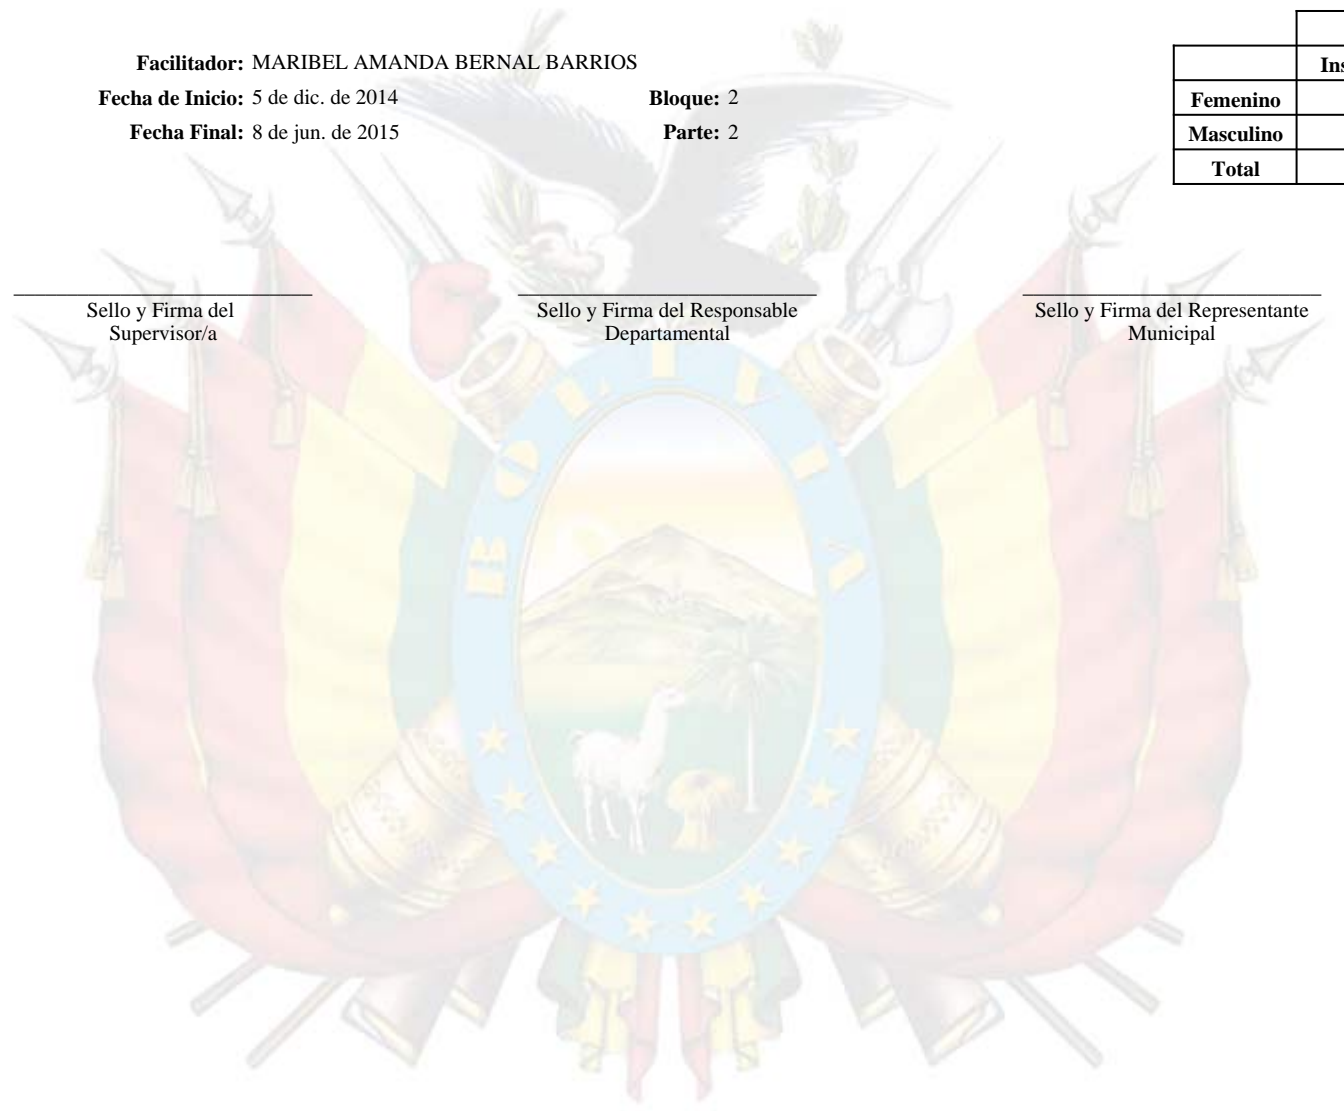 Facilitador: MARIBEL AMANDA BERNAL BARRIOS
Fecha de Inicio: 5 de dic. de 2014 Bloque: 2
Fecha Final: 8 de jun. de 2015 Parte: 2
Ins
Femenino
Masculino
Total
Sello y Firma del
Supervisor/a
Sello y Firma del Responsable
Departamental
Sello y Firma del Representante
Municipal
BOLIVIA